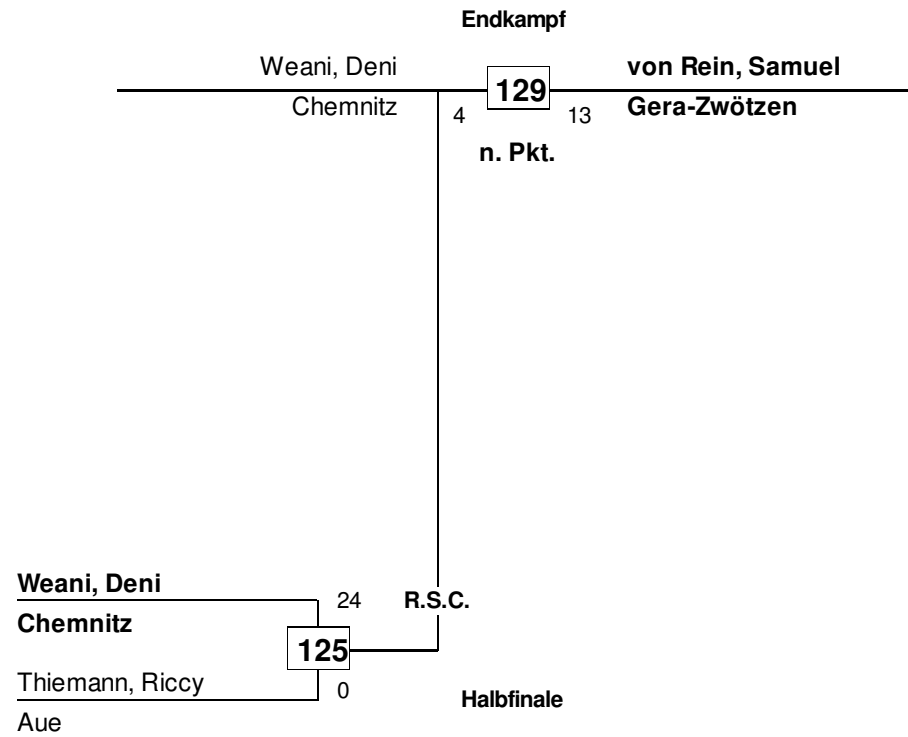 Endkampf
Weani, Deni
Chemnitz
4
129
13
von Rein, Samuel
Gera-Zwötzen
n. Pkt.
Weani, Deni
Chemnitz
24
R.S.C.
125
Thiemann, Riccy
Aue
0
Halbfinale